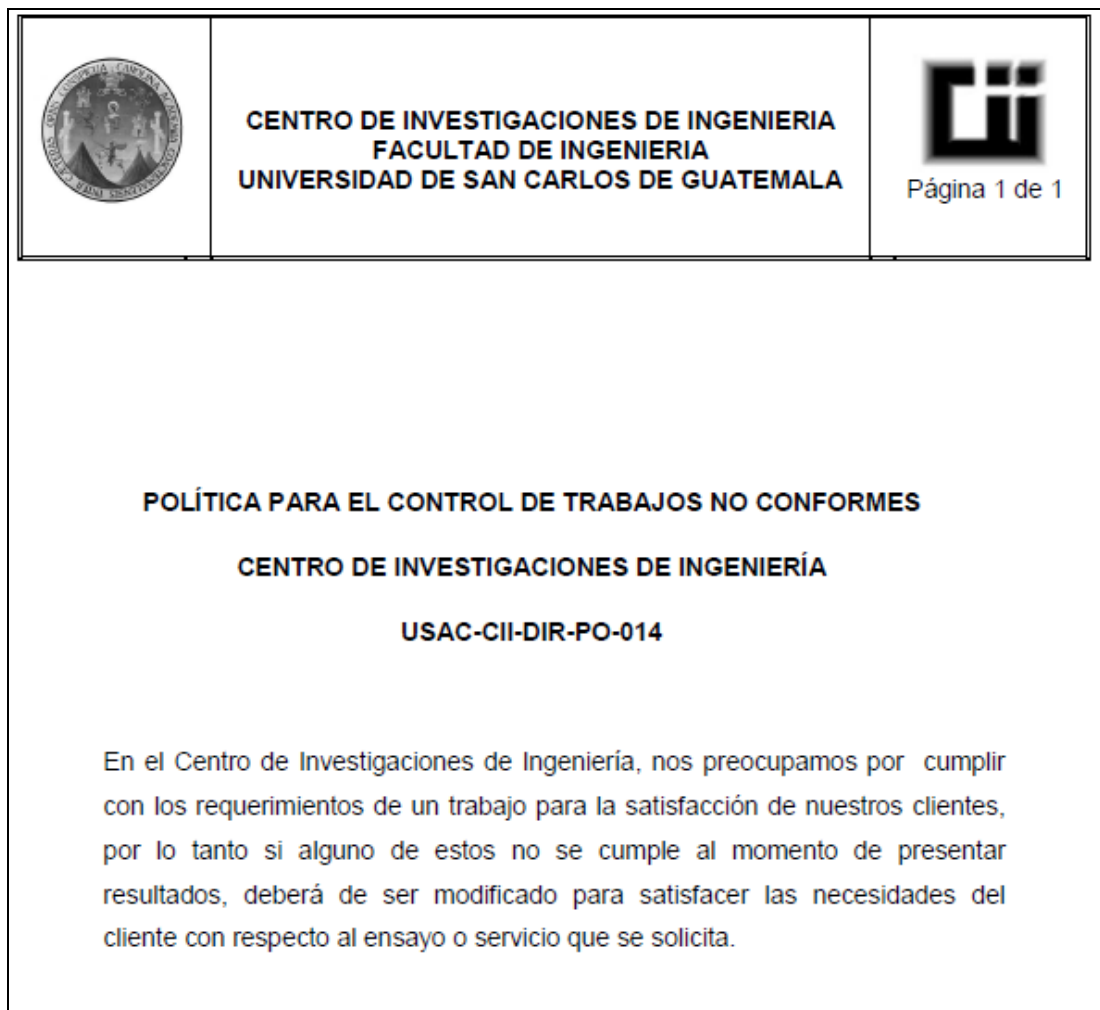 CENTRO DE INVESTIGACIONES DE INGENIERIA
FACULTAD DE INGENIERIA
UNIVERSIDAD DE SAN CARLOS DE GUATEMALA
cii
Página 1 de 1
POLÍTICA PARA EL CONTROL DE TRABAJOS NO CONFORMES
CENTRO DE INVESTIGACIONES DE INGENIERÍA
USAC-CII-DIR-PO-014
En el Centro de Investigaciones de Ingeniería, nos preocupamos por cumplir
con los requerimientos de un trabajo para la satisfacción de nuestros clientes,
por lo tanto si alguno de estos no se cumple al momento de presentar
resultados, deberá de ser modificado para satisfacer las necesidades del
cliente con respecto al ensayo o servicio que se solicita.